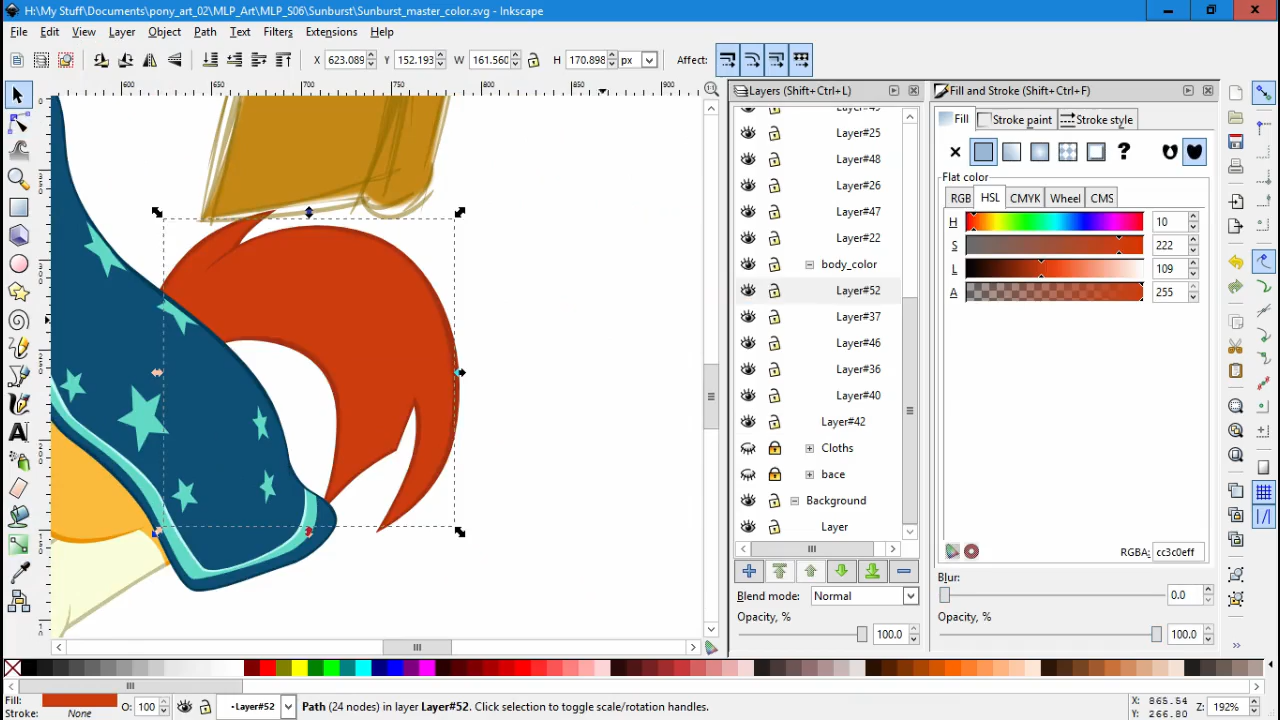 H:\My Stuff\Documents\pony_art_02\MLP_Art\MLP_S06\Sunburst\Sunburst_master_color.svg - Inkscape
File Edit View Layer Object Path Text Filters Extensions Help
X 623.089 Y 152.193 W 161.560 H 170.898 px Affect:
600 700 750 800
Layers (Shift+Ctrl+L)
Layer#25
Layer#48
Layer#26
Layer#47
Layer#22
body_color
Layer#52
Layer#37
Layer#46
Layer#36
Layer#40
Layer#42
Cloths
bace
Background
Layer
Blend mode: Normal
Opacity, % 100.0
Fill and Stroke (Shift+Ctrl+F)
Fill Stroke paint Stroke style
?
Flat color
RGB HSL CMYK Wheel CMS
H 10
S 222
L 109
A 255
RGBA: cc3c0eff
Blur: 0.0
Opacity, % 100.0
Fill:
Stroke: None
O: 100
Layer#52
Path (24 nodes) in layer Layer#52. Click selection to toggle scale/rotation handles.
X: 865.54
Y: 266.80
Z: 192%